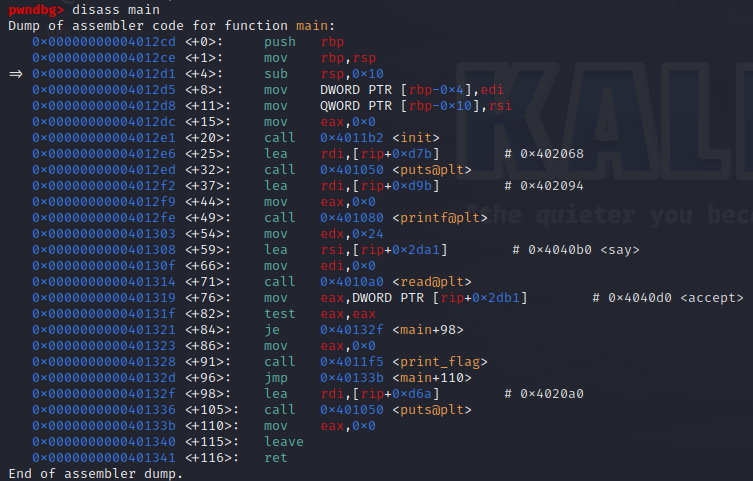 pwndbg> disass main
Dump of assembler code for function main:
   0x00000000004012cd <+0>:     push   rbp
   0x00000000004012ce <+1>:     mov    rbp,rsp
=> 0x00000000004012d1 <+4>:     sub    rsp,0x10
   0x00000000004012d5 <+8>:     mov    DWORD PTR [rbp-0x4],edi
   0x00000000004012d8 <+11>:    mov    QWORD PTR [rbp-0x10],rsi
   0x00000000004012dc <+15>:    mov    eax,0x0
   0x00000000004012e1 <+20>:    call   0x4011b2 <init>
   0x00000000004012e6 <+25>:    lea    rdi,[rip+0xd7b]        # 0x402068
   0x00000000004012ed <+32>:    call   0x401050 <puts@plt>
   0x00000000004012f2 <+37>:    lea    rdi,[rip+0xd9b]        # 0x402094
   0x00000000004012f9 <+44>:    mov    eax,0x0
   0x00000000004012fe <+49>:    call   0x401080 <printf@plt>
   0x0000000000401303 <+54>:    mov    edx,0x24
   0x0000000000401308 <+59>:    lea    rsi,[rip+0x2da1]        # 0x4040b0 <say>
   0x000000000040130f <+66>:    mov    edi,0x0
   0x0000000000401314 <+71>:    call   0x4010a0 <read@plt>
   0x0000000000401319 <+76>:    mov    eax,DWORD PTR [rip+0x2db1]        # 0x4040d0 <accept>
   0x000000000040131f <+82>:    test   eax,eax
   0x0000000000401321 <+84>:    je     0x40132f <main+98>
   0x0000000000401323 <+86>:    mov    eax,0x0
   0x0000000000401328 <+91>:    call   0x4011f5 <print_flag>
   0x000000000040132d <+96>:    jmp    0x40133b <main+110>
   0x000000000040132f <+98>:    lea    rdi,[rip+0xd6a]        # 0x4020a0
   0x0000000000401336 <+105>:   call   0x401050 <puts@plt>
   0x000000000040133b <+110>:   mov    eax,0x0
   0x0000000000401340 <+115>:   leave
   0x0000000000401341 <+116>:   ret
End of assembler dump.
KAL
"the quieter you beco